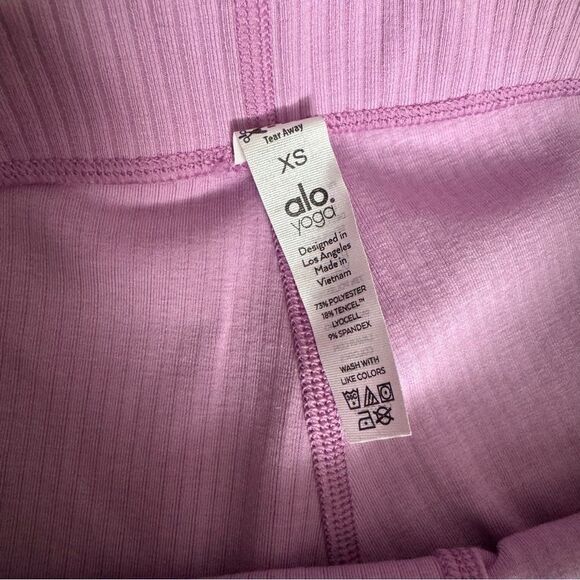 Tear Away
XS
alo.
yoga
Designed in
Los Angeles
Made in
Vietnam
73% POLYESTER
18% TENCEL™
LYOCELL
9% SPANDEX
WASH WITH
LIKE COLORS